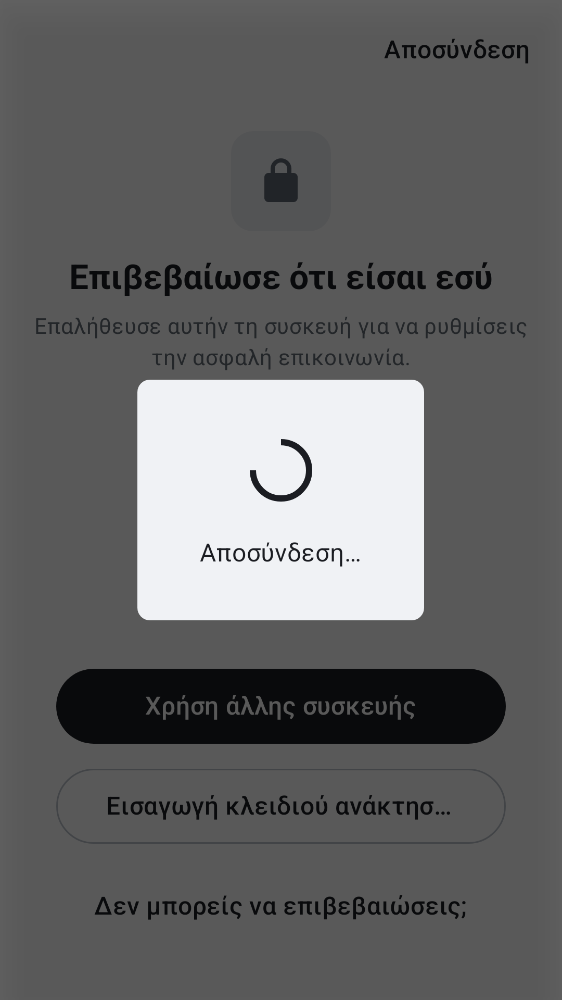 Αποσύνδεση
Επιβεβαίωσε ότι είσαι εσύ
Επαλήθευσε αυτήν τη συσκευή για να ρυθμίσεις
την ασφαλή επικοινωνία.
Αποσύνδεση…
Χρήση άλλης συσκευής
Εισαγωγή κλειδιού ανάκτησ…
Δεν μπορείς να επιβεβαιώσεις;